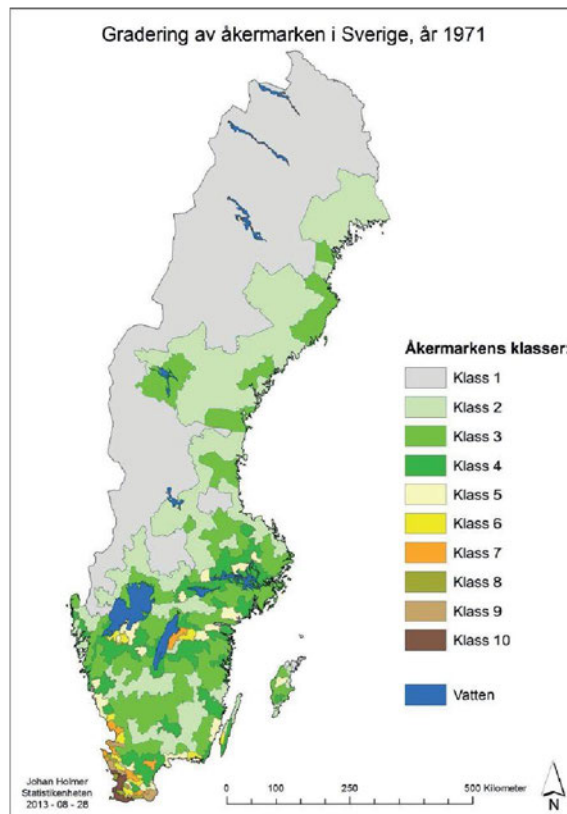 Gradering av åkermarken i Sverige, år 1971
Åkermarkens klasser:
Klass 1
Klass 2
Klass 3
Klass 4
Klass 5
Klass 6
Klass 7
Klass 8
Klass 9
Klass 10
Vatten
Johan Holmer
Statistikenheten
2013 - 08 - 28
0 100 250 500 Kilometer
N